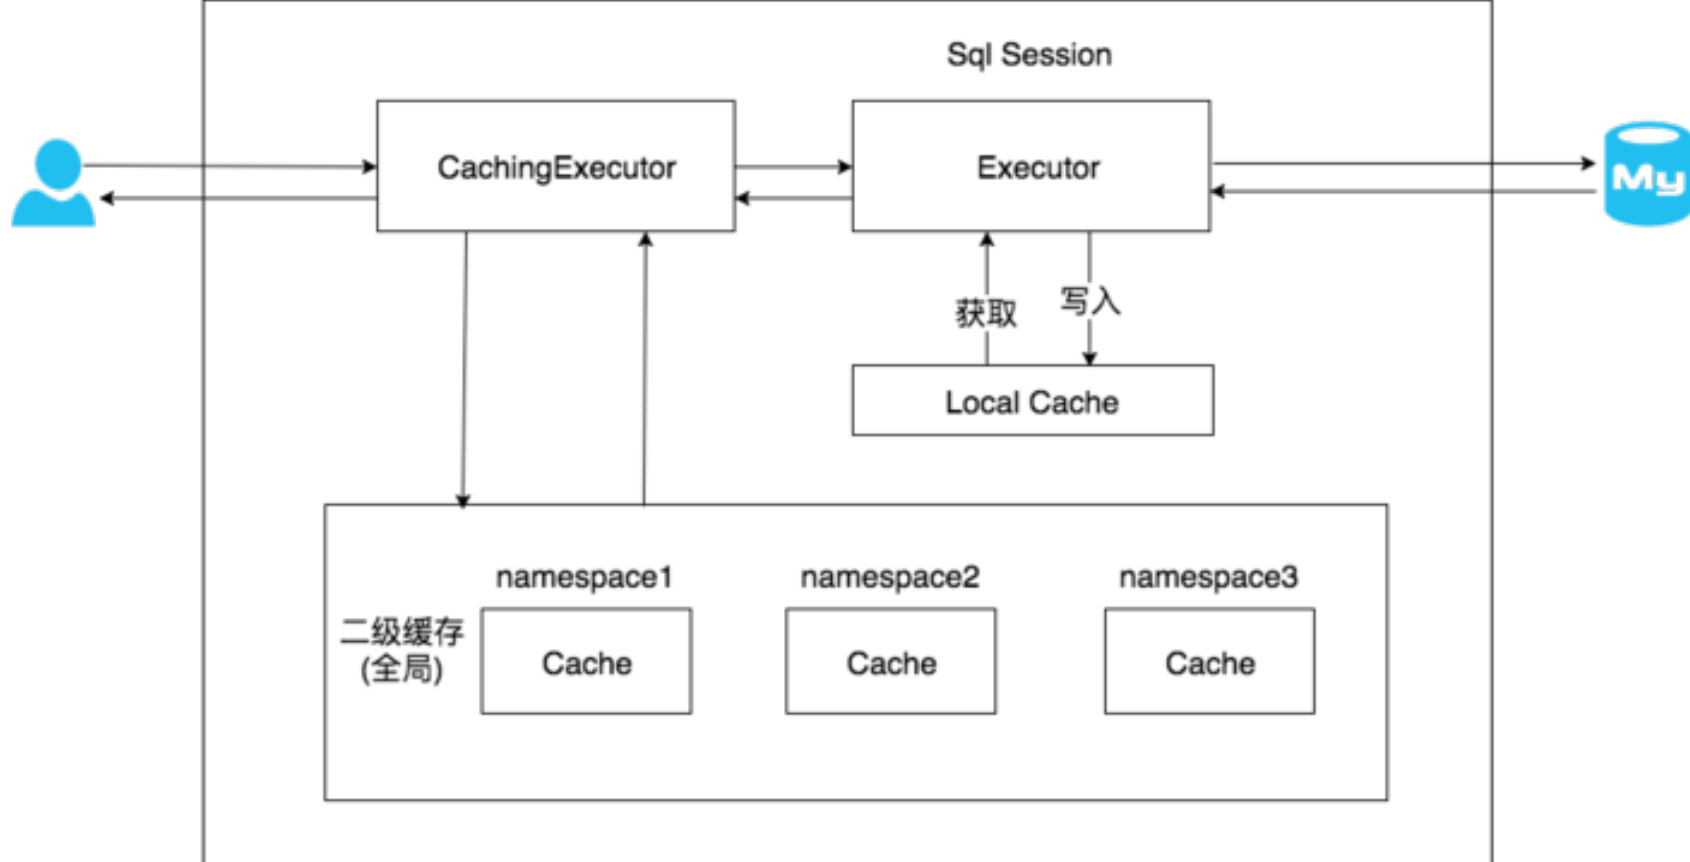 Sql Session
CachingExecutor
Executor
My
获取
写入
Local Cache
namespace1
namespace2
namespace3
二级缓存
(全局)
Cache
Cache
Cache